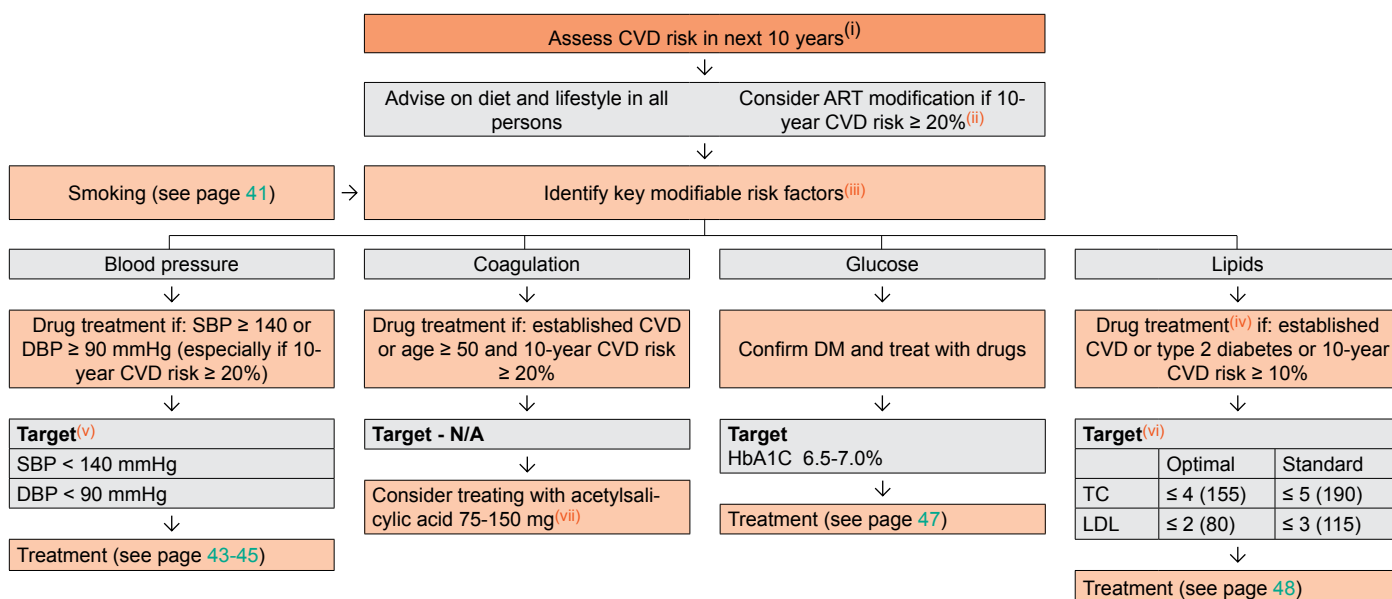 Assess CVD risk in next 10 years(i)
Advise on diet and lifestyle in all
persons
Consider ART modification if 10-
year CVD risk ≥ 20%(ii)
Smoking (see page 41)
Identify key modifiable risk factors(iii)
Blood pressure
Drug treatment if: SBP ≥ 140 or
DBP ≥ 90 mmHg (especially if 10-
year CVD risk ≥ 20%)
Target(v)
SBP < 140 mmHg
DBP < 90 mmHg
Treatment (see page 43-45)
Coagulation
Drug treatment if: established CVD
or age ≥ 50 and 10-year CVD risk
≥ 20%
Target - N/A
Consider treating with acetylsali-
cylic acid 75-150 mg(vii)
Glucose
Confirm DM and treat with drugs
Target
HbA1C 6.5-7.0%
Treatment (see page 47)
Lipids
Drug treatment(iv) if: established
CVD or type 2 diabetes or 10-year
CVD risk ≥ 10%
Target(vi)
Optimal Standard
TC ≤ 4 (155) ≤ 5 (190)
LDL ≤ 2 (80) ≤ 3 (115)
Treatment (see page 48)